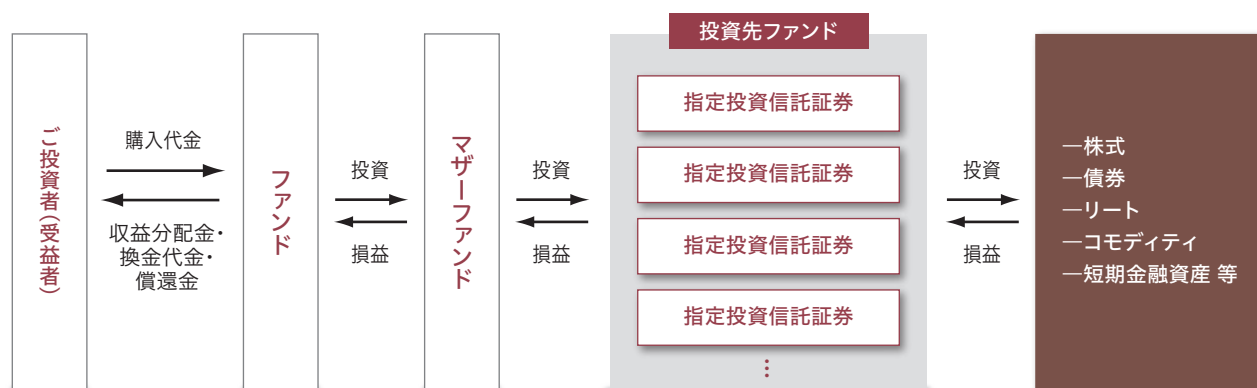 ご投資者(受益者)
購入代金
収益分配金・
換金代金・
償還金
ファンド
投資
損益
マザーファンド
投資
損益
投資先ファンド
指定投資信託証券
指定投資信託証券
指定投資信託証券
指定投資信託証券
⋮
投資
損益
―株式
―債券
―リート
―コモディティ
―短期金融資産 等